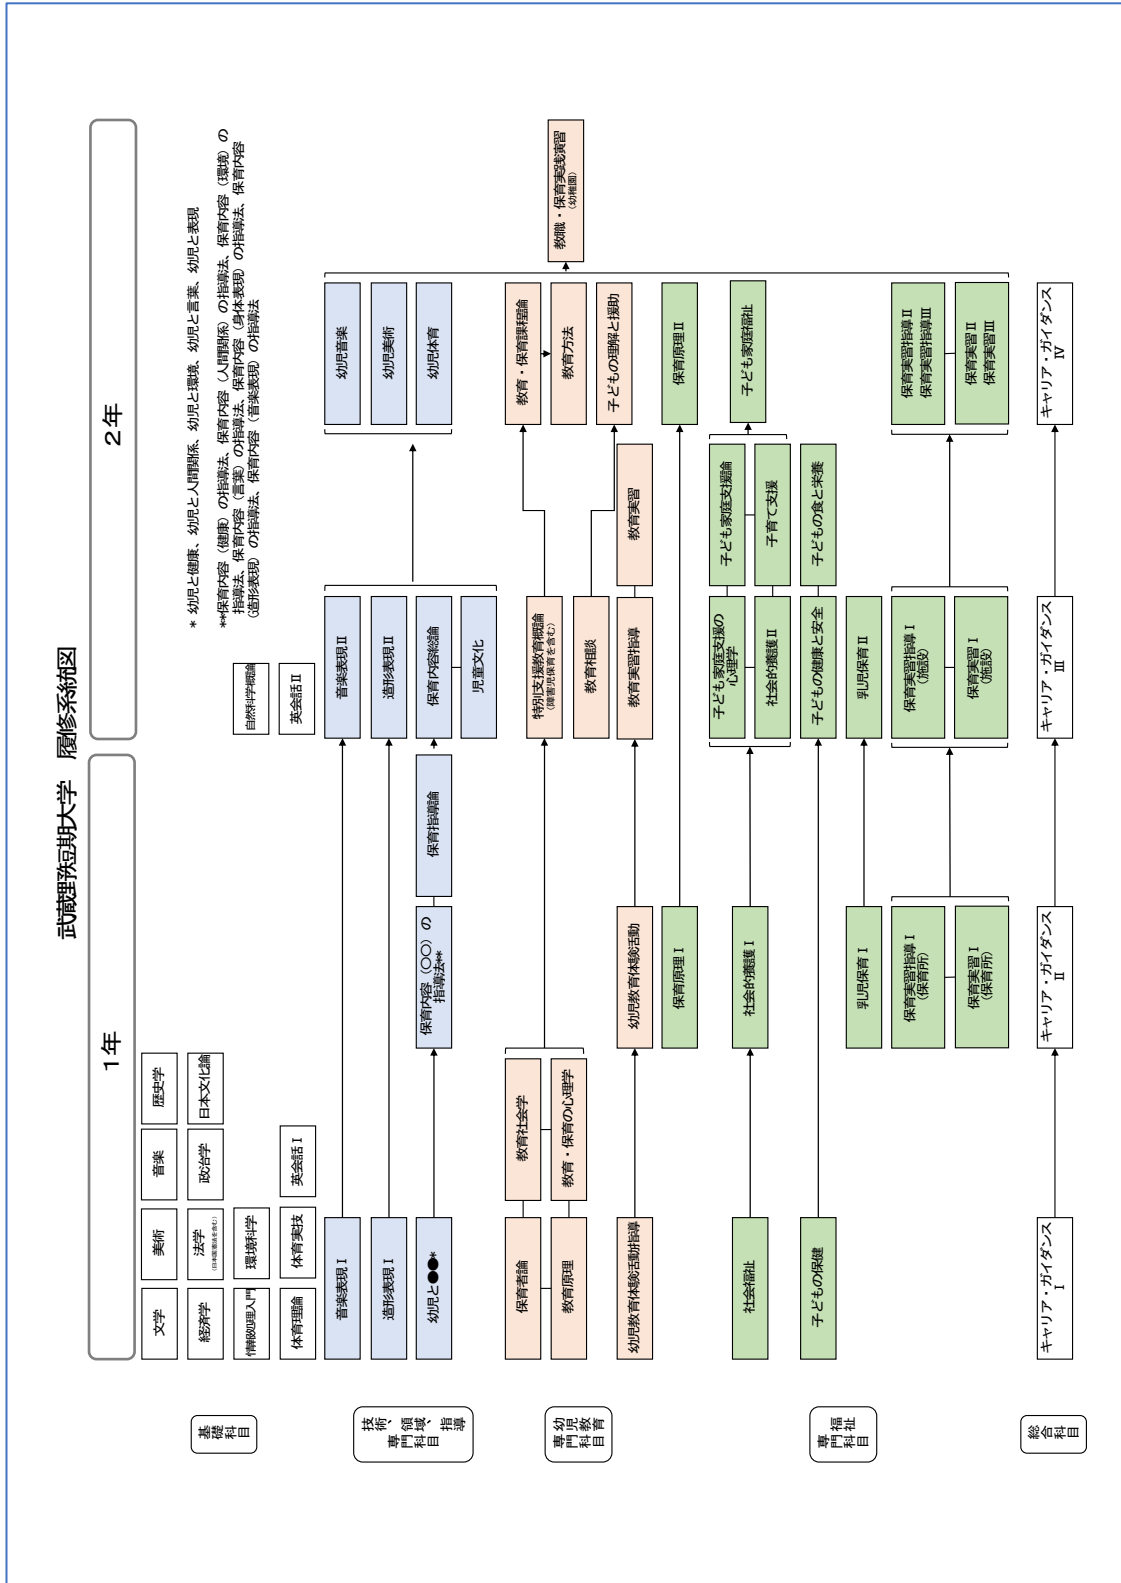 武蔵野短期大学　履修系統図
1年
2年
* 幼児と健康、幼児と人間関係、幼児と環境、幼児と言葉、幼児と表現
**保育内容（健康）の指導法、保育内容（人間関係）の指導法、保育内容（環境）の
指導法、保育内容（言葉）の指導法、保育内容（身体表現）の指導法、保育内容
（造形表現）の指導法、保育内容（音楽表現）の指導法
基礎科目
文学
美術
音楽
歴史学
経済学
法学
(日本国憲法を含む)
政治学
日本文化論
情報処理入門
環境科学
自然科学概論
体育理論
体育実技
英会話Ⅰ
英会話Ⅱ
技術、領域、指導
専門科目
音楽表現Ⅰ
音楽表現Ⅱ
幼児音楽
造形表現Ⅰ
造形表現Ⅱ
幼児美術
幼児と●●*
保育内容（○○）の
指導法**
保育指導論
保育内容総論
幼児体育
児童文化
幼児教育
専門科目
保育者論
教育社会学
特別支援教育概論
（障害児保育を含む）
教育・保育課程論
教育原理
教育・保育の心理学
教育相談
教育方法
教職・保育実践演習
（幼稚園）
子どもの理解と援助
幼児教育体験活動指導
幼児教育体験活動
教育実習指導
教育実習
福祉
専門科目
保育原理Ⅰ
保育原理Ⅱ
社会福祉
社会的養護Ⅰ
子ども家庭支援の
心理学
子ども家庭支援論
社会的養護Ⅱ
子育て支援
子ども家庭福祉
子どもの保健
子どもの健康と安全
子どもの食と栄養
乳児保育Ⅰ
乳児保育Ⅱ
保育実習指導Ⅰ
（保育所）
保育実習指導Ⅰ
（施設）
保育実習指導Ⅱ
保育実習指導Ⅲ
保育実習Ⅰ
（保育所）
保育実習Ⅰ
（施設）
保育実習Ⅱ
保育実習Ⅲ
総合科目
キャリア・ガイダンス
Ⅰ
キャリア・ガイダンス
Ⅱ
キャリア・ガイダンス
Ⅲ
キャリア・ガイダンス
Ⅳ